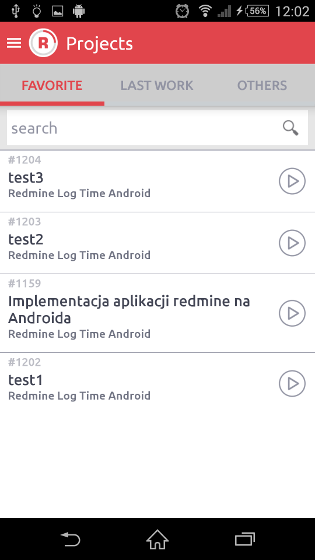 56% 12:02
R Projects
FAVORITE LAST WORK OTHERS
search
#1204
test3
Redmine Log Time Android
#1203
test2
Redmine Log Time Android
#1159
Implementacja aplikacji redmine na
Androida
Redmine Log Time Android
#1202
test1
Redmine Log Time Android